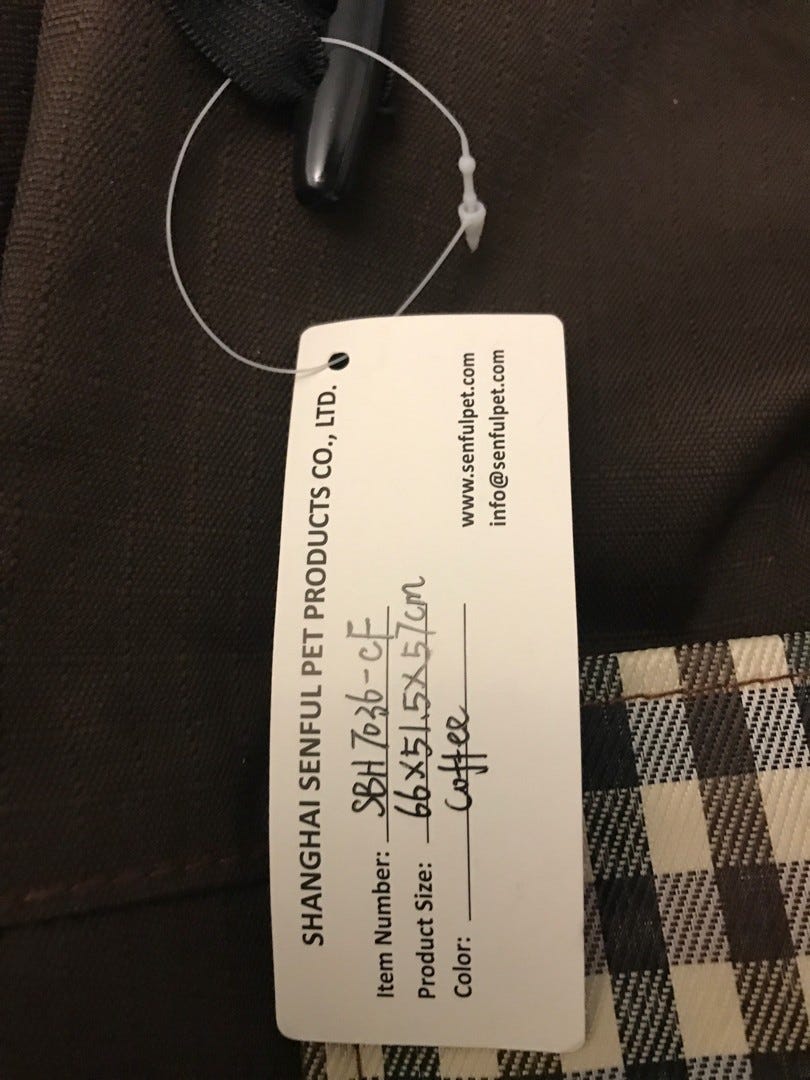 SHANGHAI SENFUL PET PRODUCTS CO., LTD.
Item Number: SBH7036-CF
Product Size: 66X51.5X57cm
Color: Coffee
www.senfulpet.com
info@senfulpet.com